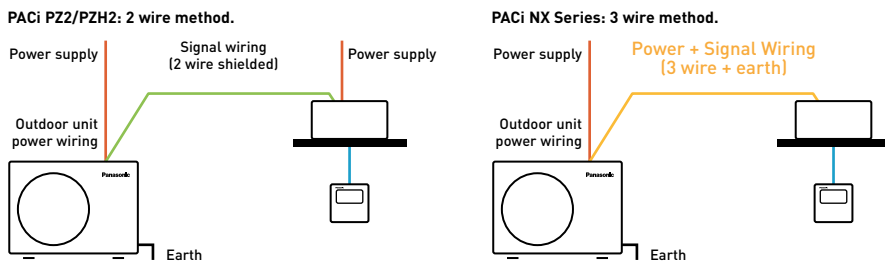 PACi PZ2/PZH2: 2 wire method.
Power supply
Signal wiring
(2 wire shielded)
Power supply
Outdoor unit
power wiring
Panasonic
Earth
PACi NX Series: 3 wire method.
Power supply
Power + Signal Wiring
(3 wire + earth)
Outdoor unit
power wiring
Panasonic
Earth